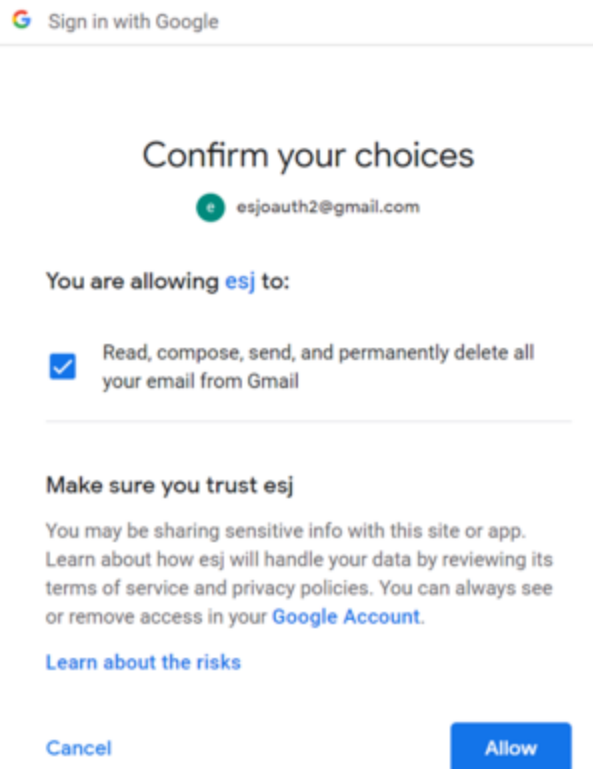 Sign in with Google
Confirm your choices
e esjoauth2@gmail.com
You are allowing esj to:
Read, compose, send, and permanently delete all
your email from Gmail
Make sure you trust esj
You may be sharing sensitive info with this site or app.
Learn about how esj will handle your data by reviewing its
terms of service and privacy policies. You can always see
or remove access in your Google Account.
Learn about the risks
Cancel Allow